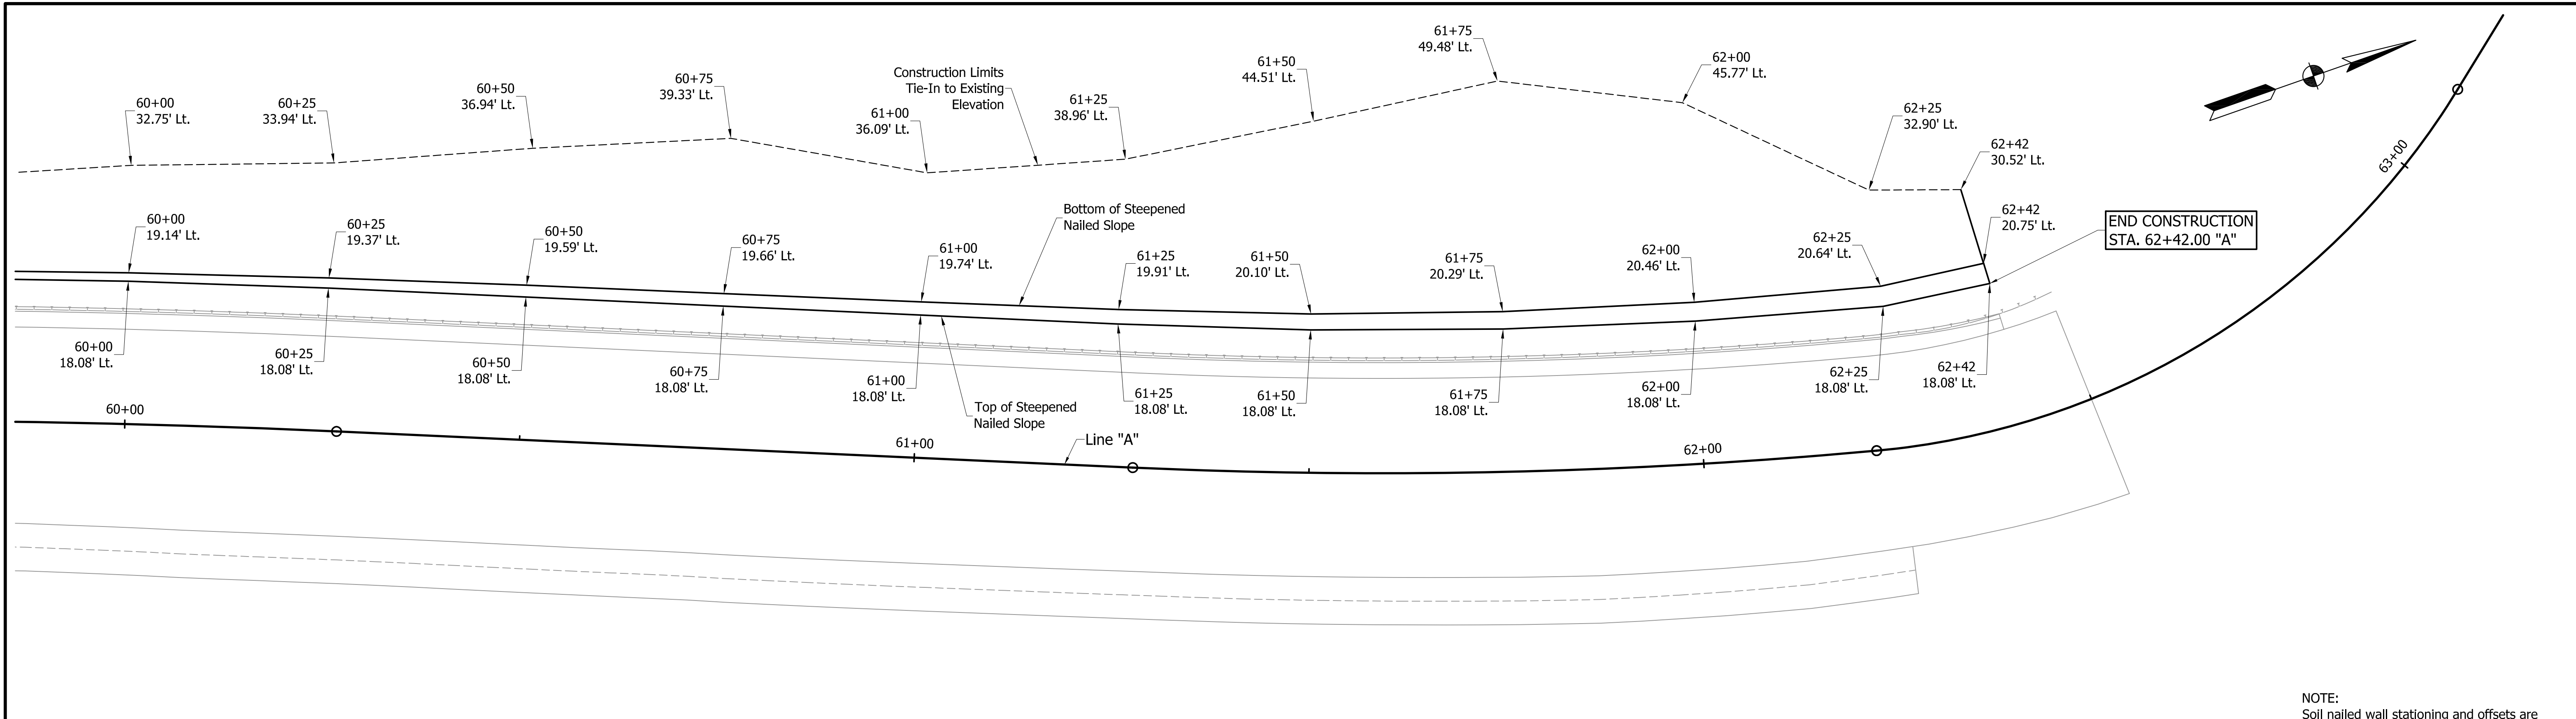 60+00
32.75' Lt.
60+25
33.94' Lt.
60+50
36.94' Lt.
60+75
39.33' Lt.
61+00
36.09' Lt.
Construction Limits
Tie-In to Existing
Elevation
61+25
38.96' Lt.
61+50
44.51' Lt.
61+75
49.48' Lt.
62+00
45.77' Lt.
62+25
32.90' Lt.
62+42
30.52' Lt.
60+00
19.14' Lt.
60+25
19.37' Lt.
60+50
19.59' Lt.
60+75
19.66' Lt.
61+00
19.74' Lt.
Bottom of Steepened
Nailed Slope
61+25
19.91' Lt.
61+50
20.10' Lt.
61+75
20.29' Lt.
62+00
20.46' Lt.
62+25
20.64' Lt.
62+42
20.75' Lt.
END CONSTRUCTION
STA. 62+42.00 "A"
60+00
18.08' Lt.
60+25
18.08' Lt.
60+50
18.08' Lt.
60+75
18.08' Lt.
61+00
18.08' Lt.
Top of Steepened
Nailed Slope
61+25
18.08' Lt.
61+50
18.08' Lt.
61+75
18.08' Lt.
62+00
18.08' Lt.
62+25
18.08' Lt.
62+42
18.08' Lt.
60+00
61+00
Line "A"
62+00
63+00
NOTE:
Soil nailed wall stationing and offsets are